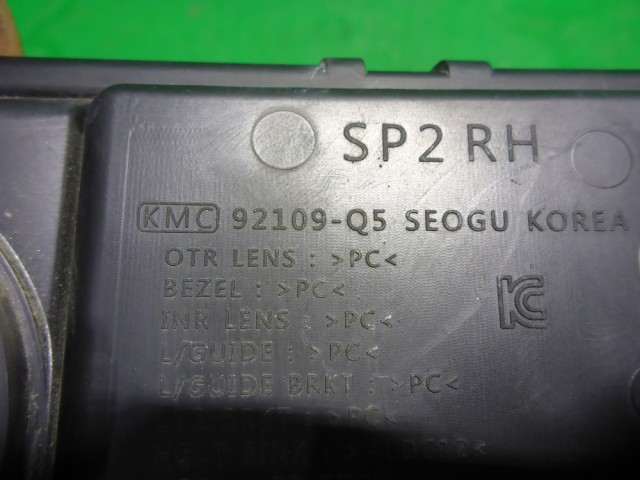 SP2 RH
KMC 92109-Q5 SEOGU KOREA
OTR LENS : >PC<
BEZEL : >PC<
INR LENS : >PC<
L/GUIDE : >PC<
L/GUIDE BRKT : >PC<
>PC<